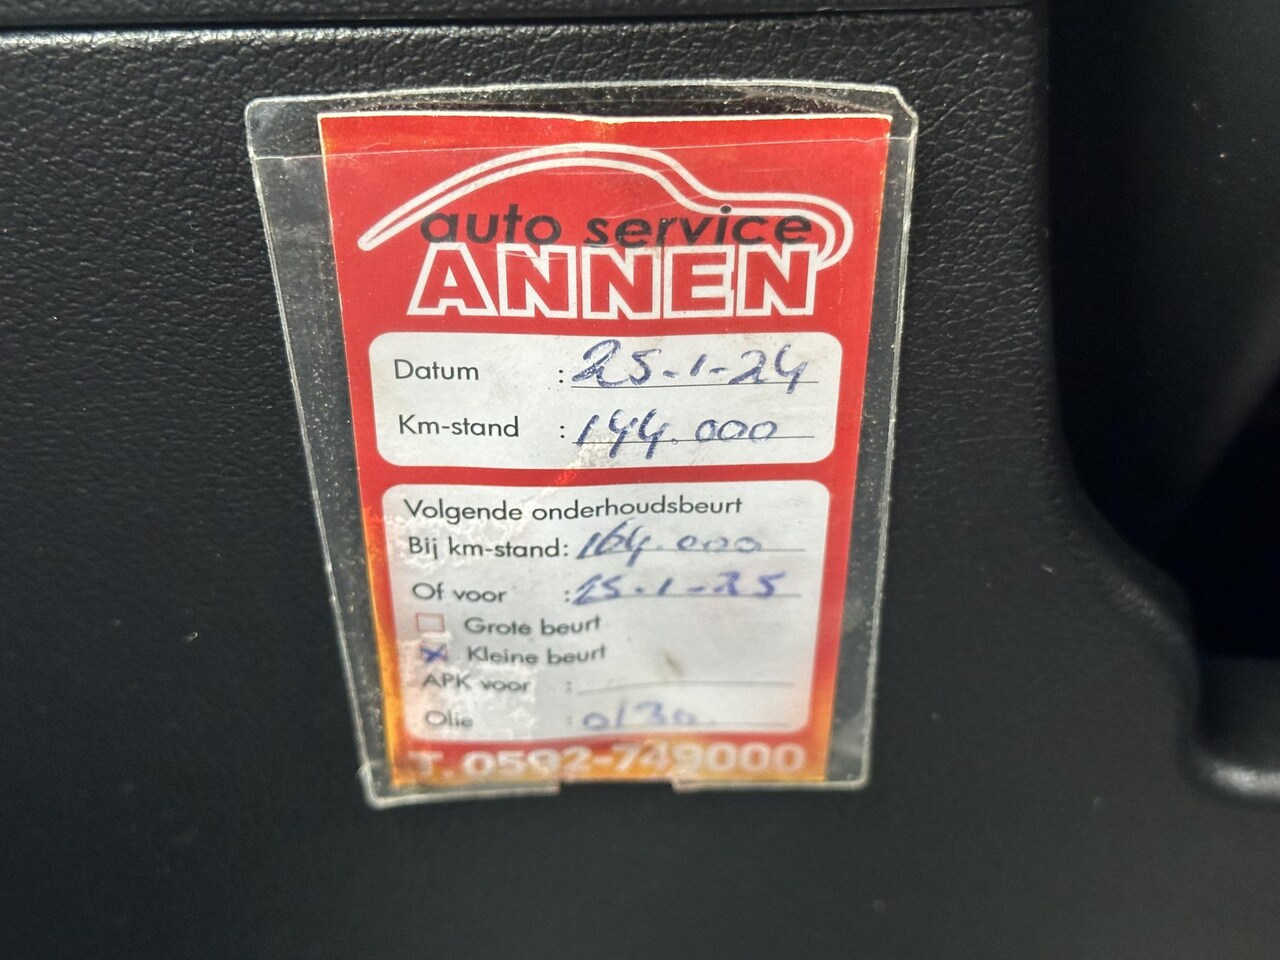 auto service
ANNEN
Datum : 25-1-24
Km-stand : 144.000
Volgende onderhoudsbeurt
Bij km-stand: 164.000
Of voor : 25-1-25
Grote beurt
Kleine beurt
APK voor :
Olie : 0/30
T. 0592-749000